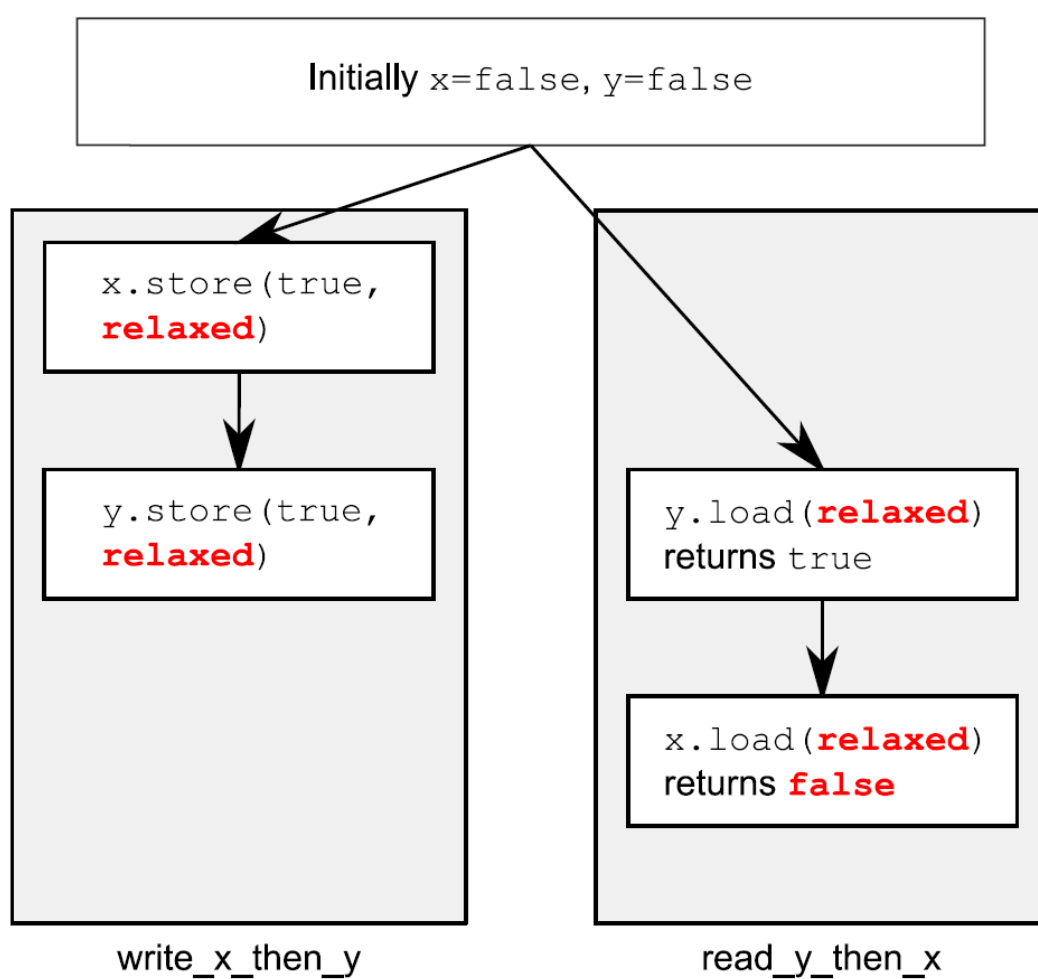 Initially x=false, y=false
x.store(true,
relaxed)
y.store(true,
relaxed)
y.load(relaxed)
returns true
x.load(relaxed)
returns false
write_x_then_y
read_y_then_x